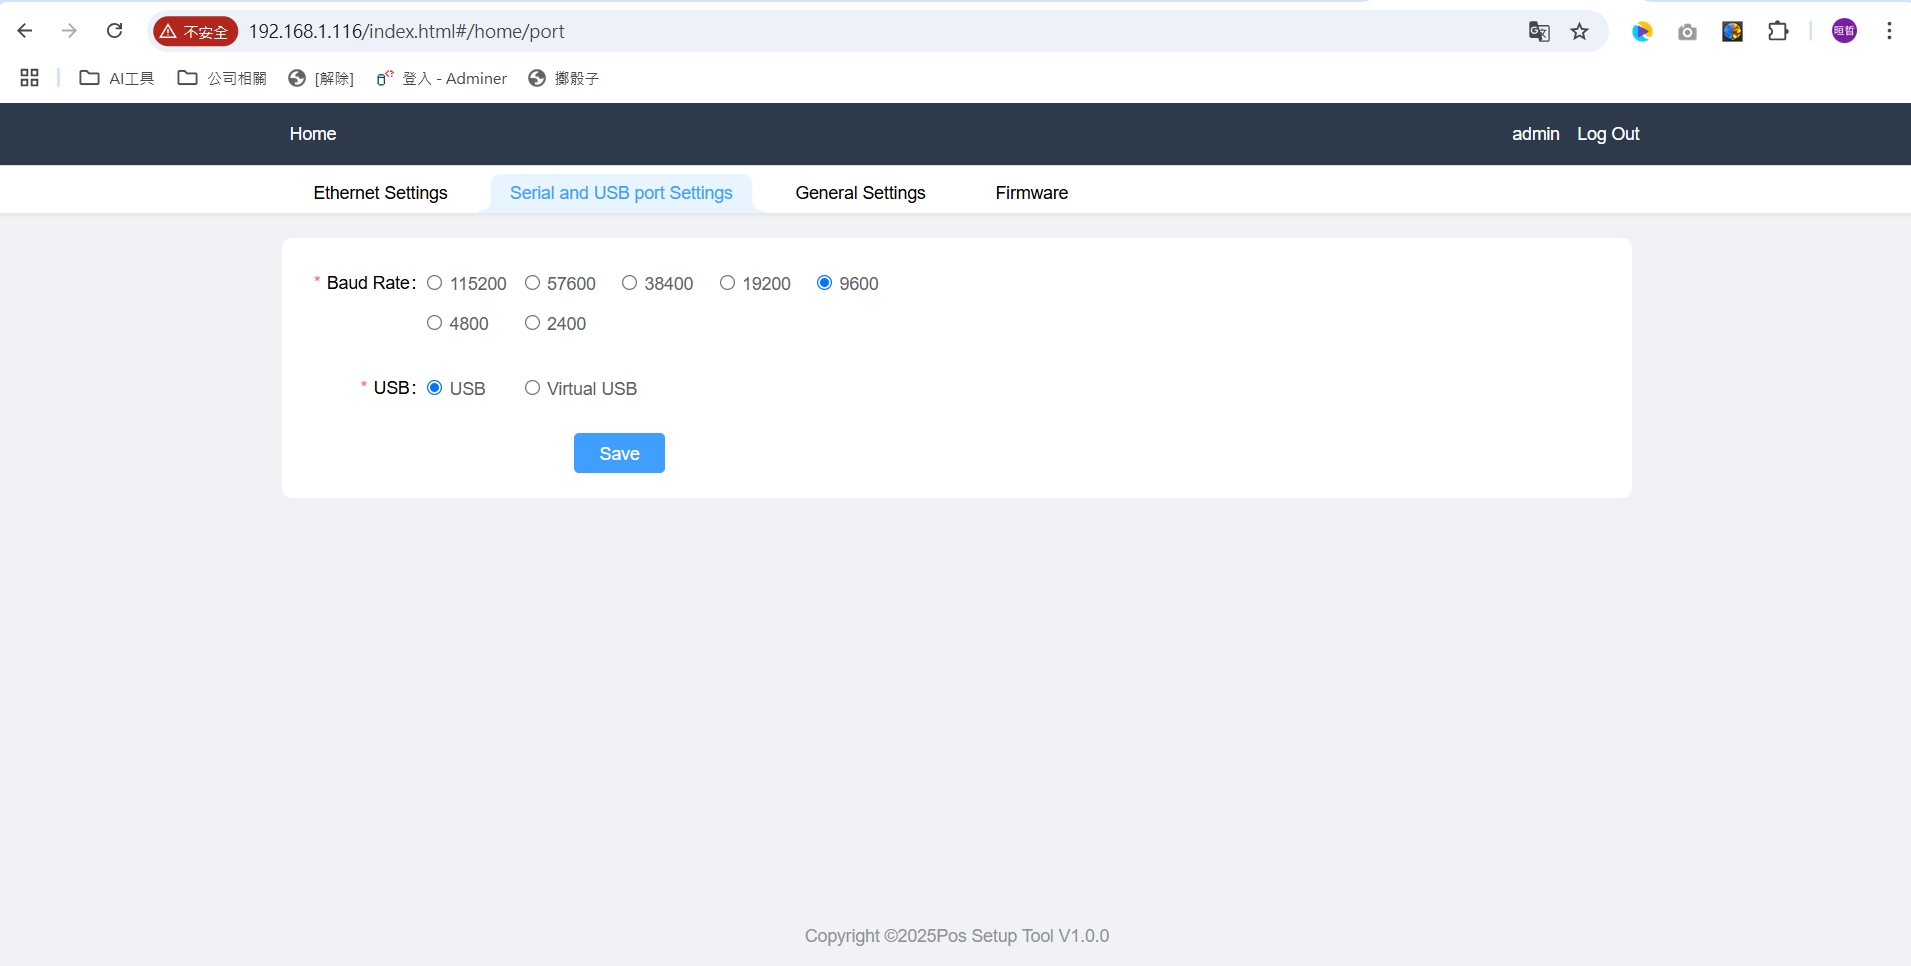 不安全 192.168.1.116/index.html#/home/port
AI工具 公司相關 [解除] 登入 - Adminer 擲骰子
Home admin Log Out
Ethernet Settings Serial and USB port Settings General Settings Firmware
* Baud Rate: 115200 57600 38400 19200 9600
4800 2400
* USB: USB Virtual USB
Save
Copyright ©2025Pos Setup Tool V1.0.0